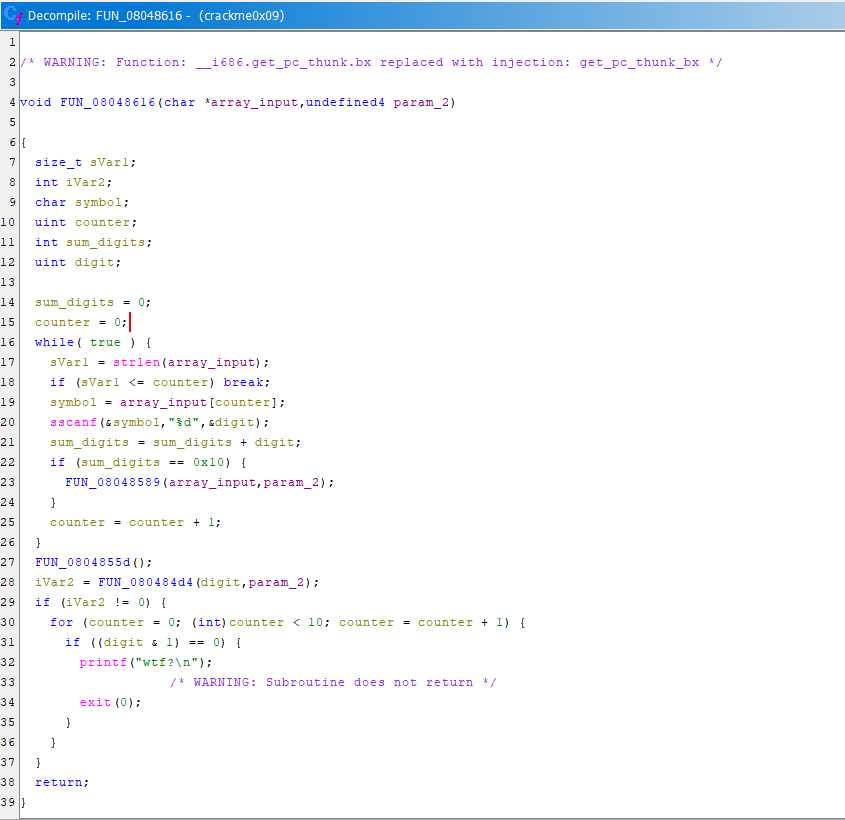 Decompile: FUN_08048616 - (crackme0x09)
1
2 /* WARNING: Function: __i686.get_pc_thunk.bx replaced with injection: get_pc_thunk_bx */
3
4 void FUN_08048616(char *array_input,undefined4 param_2)
5
6 {
7   size_t sVar1;
8   int iVar2;
9   char symbol;
10   uint counter;
11   int sum_digits;
12   uint digit;
13
14   sum_digits = 0;
15   counter = 0;
16   while( true ) {
17     sVar1 = strlen(array_input);
18     if (sVar1 <= counter) break;
19     symbol = array_input[counter];
20     sscanf(&symbol,"%d",&digit);
21     sum_digits = sum_digits + digit;
22     if (sum_digits == 0x10) {
23       FUN_08048589(array_input,param_2);
24     }
25     counter = counter + 1;
26   }
27   FUN_0804855d();
28   iVar2 = FUN_080484d4(digit,param_2);
29   if (iVar2 != 0) {
30     for (counter = 0; (int)counter < 10; counter = counter + 1) {
31       if ((digit & 1) == 0) {
32         printf("wtf?\n");
33                     /* WARNING: Subroutine does not return */
34         exit(0);
35       }
36     }
37   }
38   return;
39 }